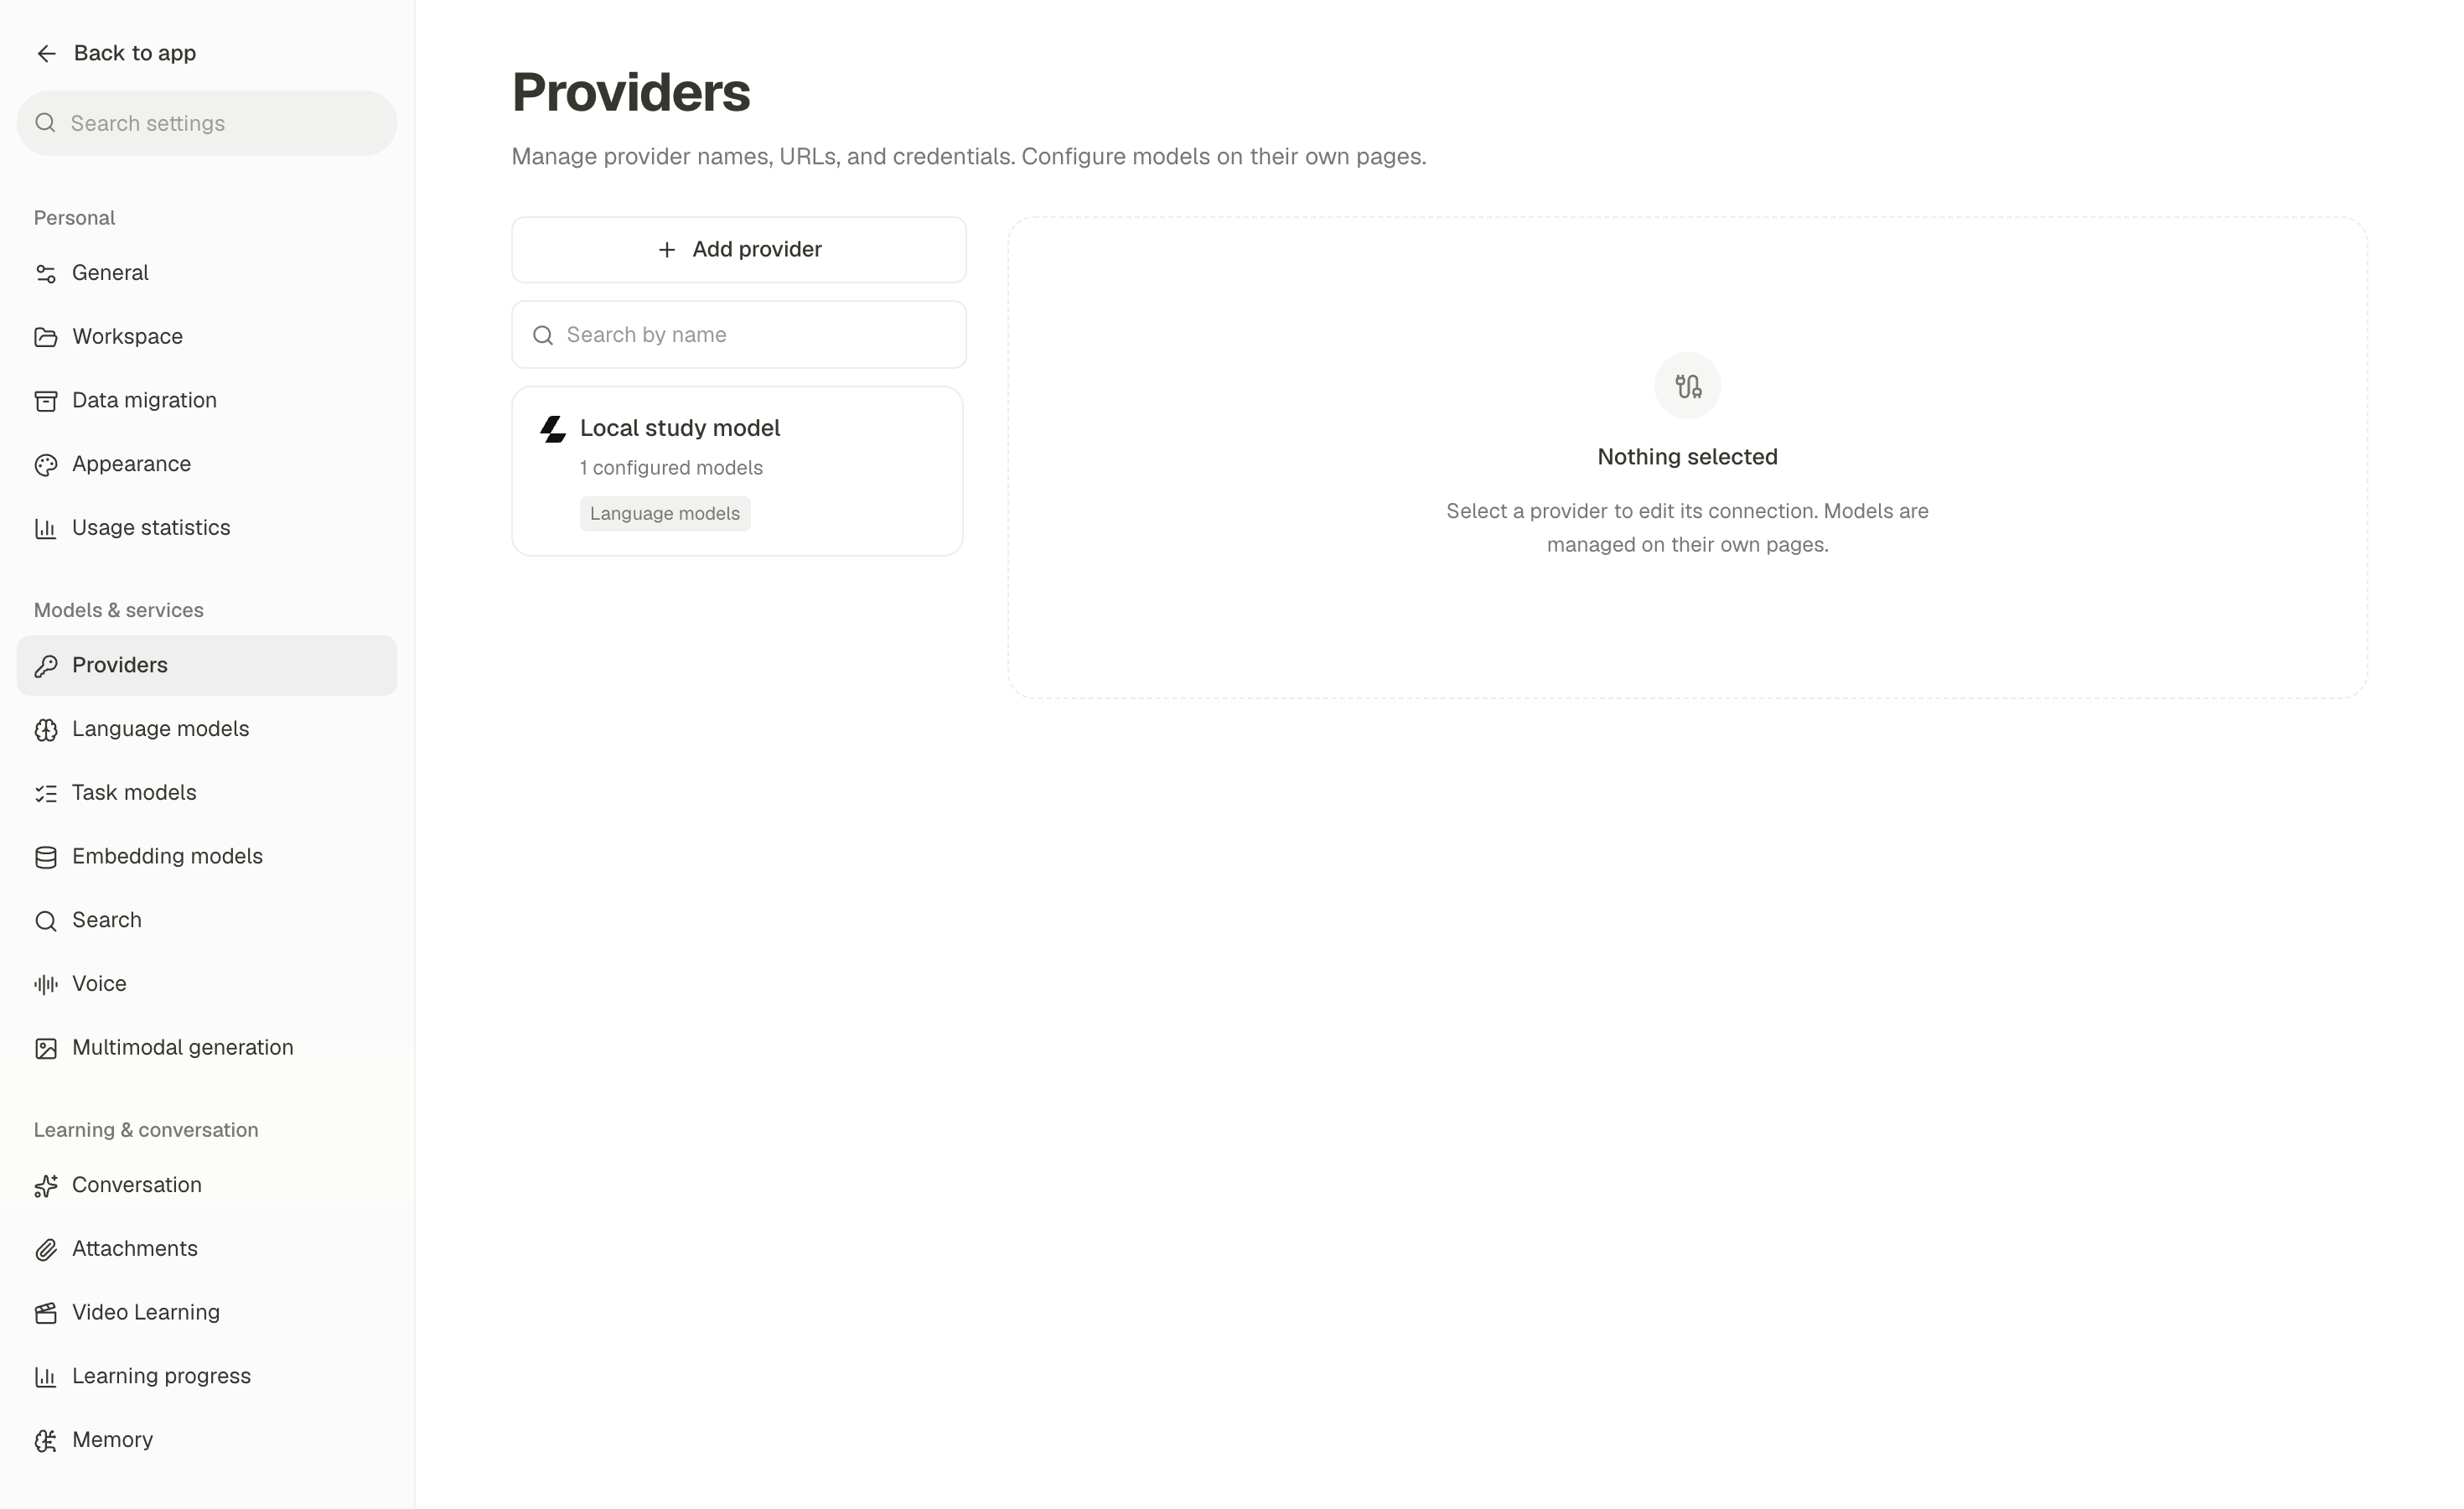 Back to app
Search settings
Personal
General
Workspace
Data migration
Appearance
Usage statistics
Models & services
Providers
Language models
Task models
Embedding models
Search
Voice
Multimodal generation
Learning & conversation
Conversation
Attachments
Video Learning
Learning progress
Memory
Providers
Manage provider names, URLs, and credentials. Configure models on their own pages.
Add provider
Search by name
Local study model
1 configured models
Language models
Nothing selected
Select a provider to edit its connection. Models are
managed on their own pages.